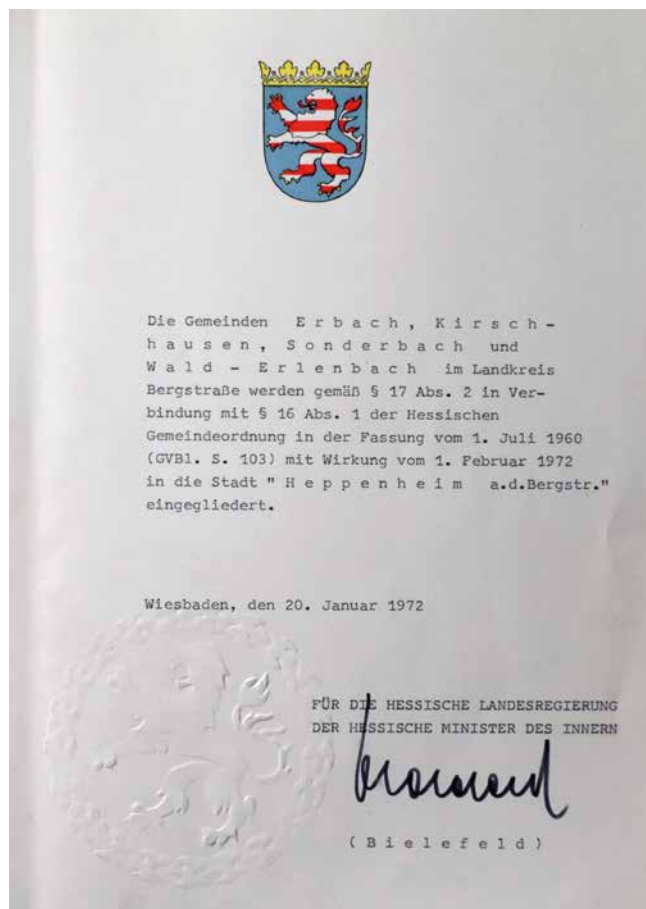 Die Gemeinden E r b a c h , K i r s c h -
h a u s e n , S o n d e r b a c h und
W a l d - E r l e n b a c h im Landkreis
Bergstraße werden gemäß § 17 Abs. 2 in Ver-
bindung mit § 16 Abs. 1 der Hessischen
Gemeindeordnung in der Fassung vom 1. Juli 1960
(GVBl. S. 103) mit Wirkung vom 1. Februar 1972
in die Stadt " H e p p e n h e i m a.d.Bergstr."
eingegliedert.
Wiesbaden, den 20. Januar 1972
FÜR DIE HESSISCHE LANDESREGIERUNG
DER HESSISCHE MINISTER DES INNERN
( B i e l e f e l d )